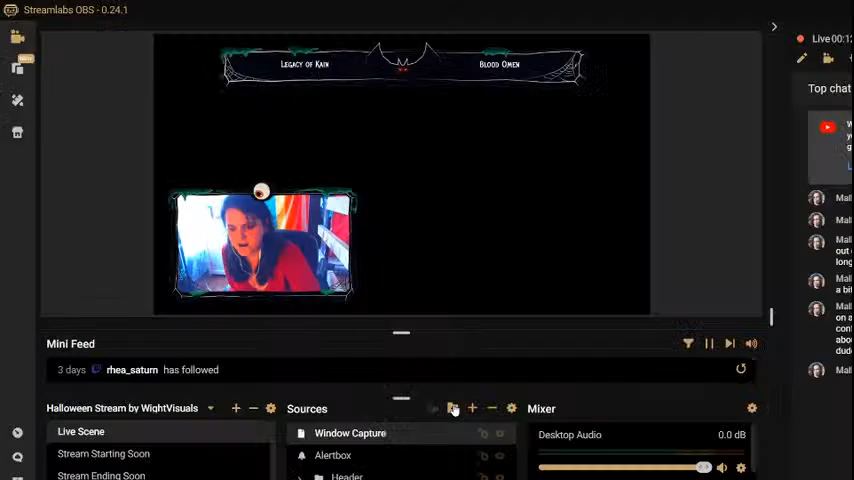 Streamlabs OBS - 0.24.1
Live 00:1
LEGACY OF KAIN
BLOOD OMEN
Top chat
Mini Feed
3 days rhea_saturn has followed
Halloween Stream by WightVisuals
Sources
Mixer
Live Scene
Window Capture
Desktop Audio
0.0 dB
Stream Starting Soon
Alertbox
Stream Ending Soon
Header